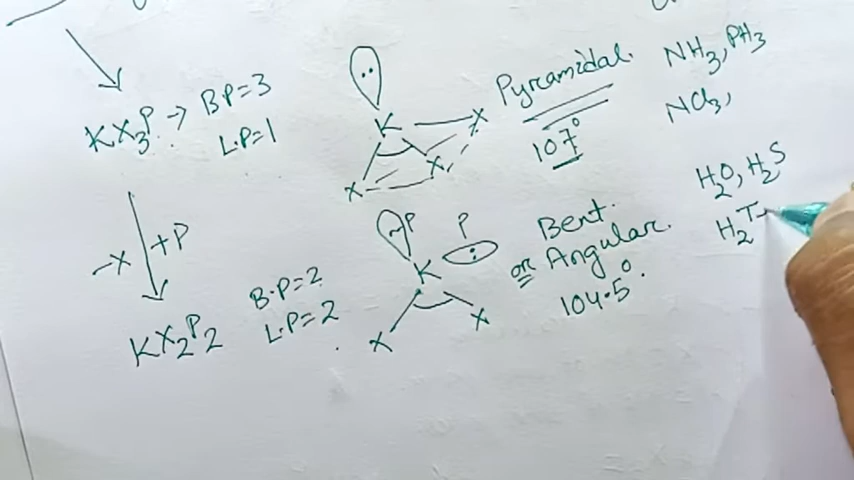 KX3P → BP=3
L.P=1
K
X
X
X
Pyramidal.
107°
NH3, PH3
NCl3,
-X
+P
KX2P2
B.P=2
L.P=2
P
P
K
X
X
Bent.
or Angular.
104.5°.
H2O, H2S
H2T